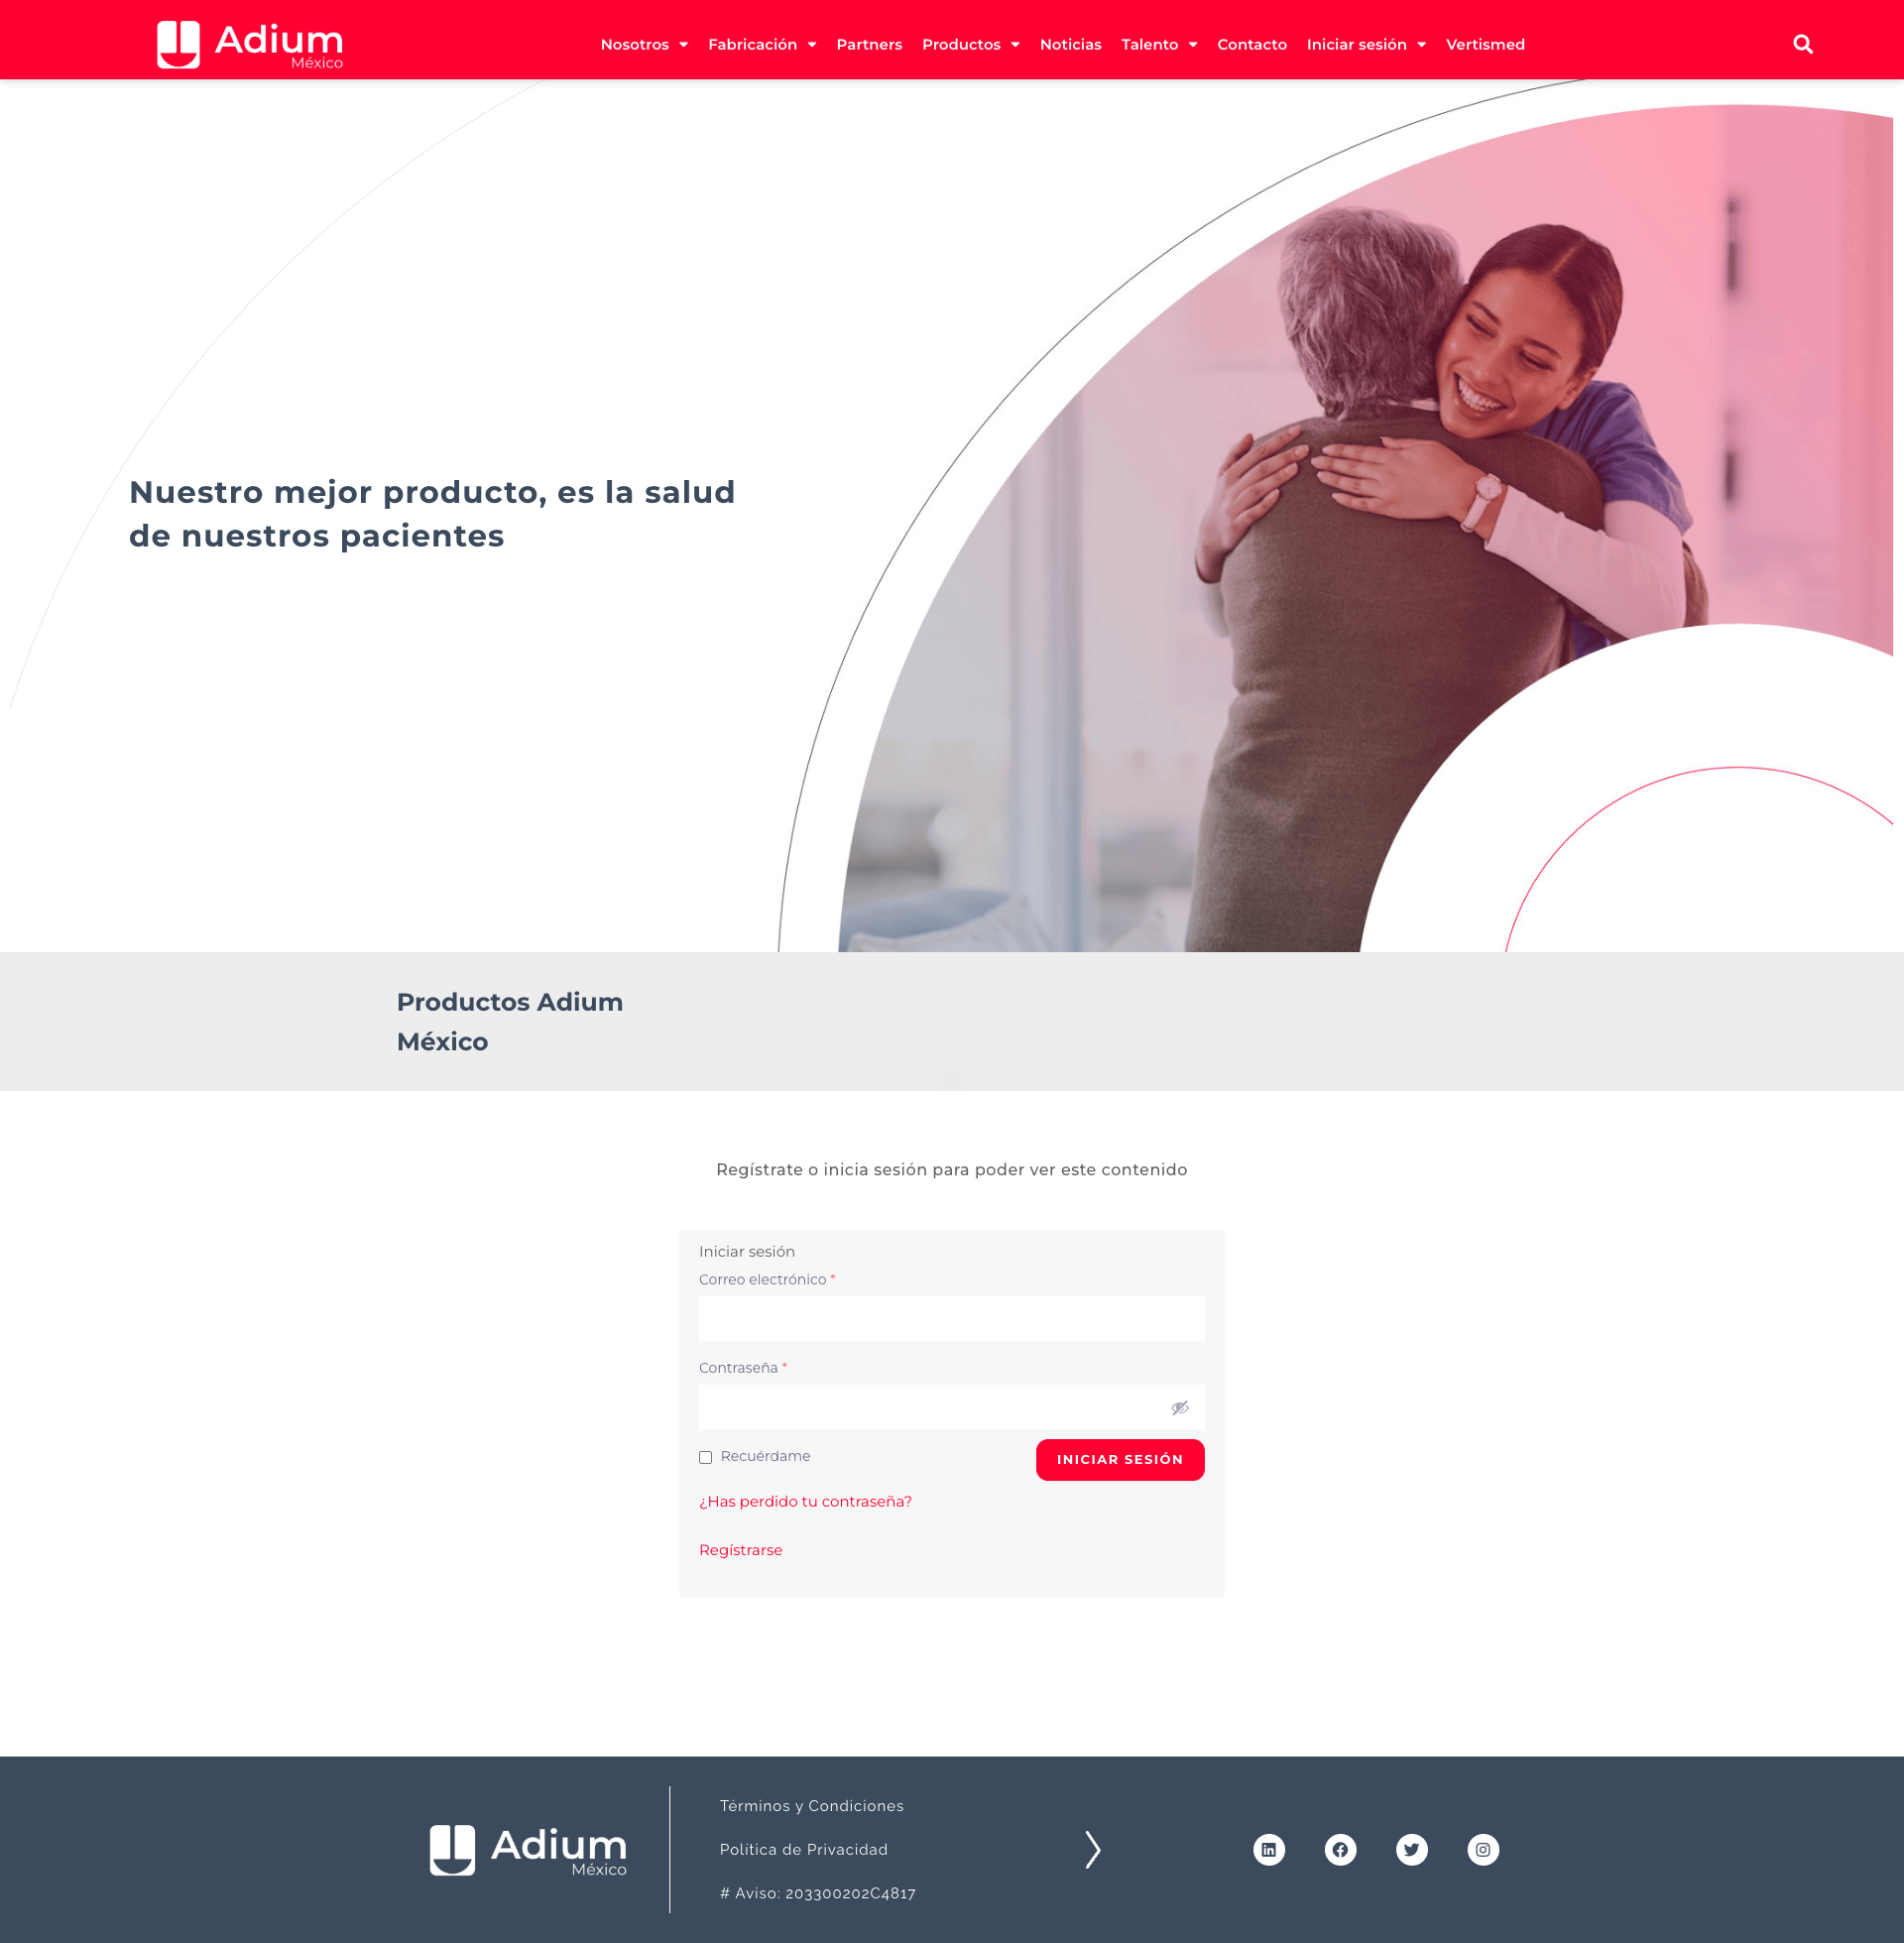 Adium
México
Nosotros
Fabricación
Partners
Productos
Noticias
Talento
Contacto
Iniciar sesión
Vertismed
Nuestro mejor producto, es la salud
de nuestros pacientes
Productos Adium
México
Regístrate o inicia sesión para poder ver este contenido
Iniciar sesión
Correo electrónico *
Contraseña *
Recuérdame
INICIAR SESIÓN
¿Has perdido tu contraseña?
Regístrarse
Adium
México
Términos y Condiciones
Política de Privacidad
# Aviso: 203300202C4817